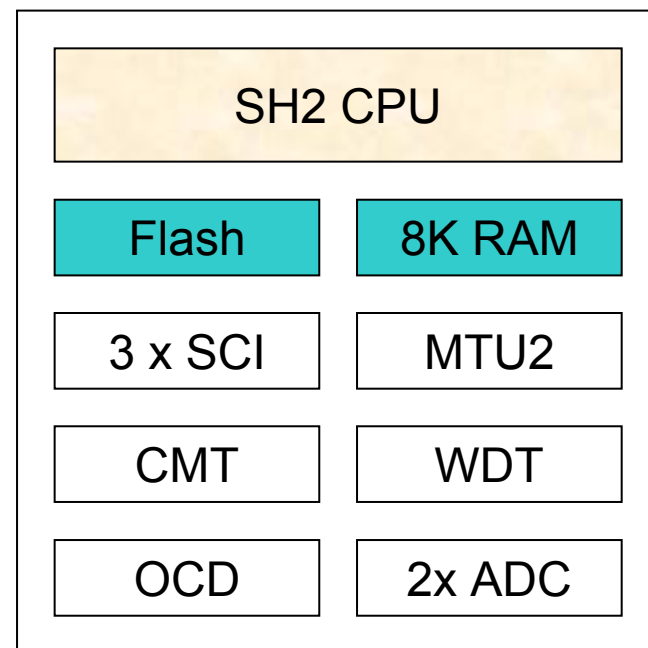 SH2 CPU
Flash
8K RAM
3 x SCI
MTU2
CMT
WDT
OCD
2x ADC